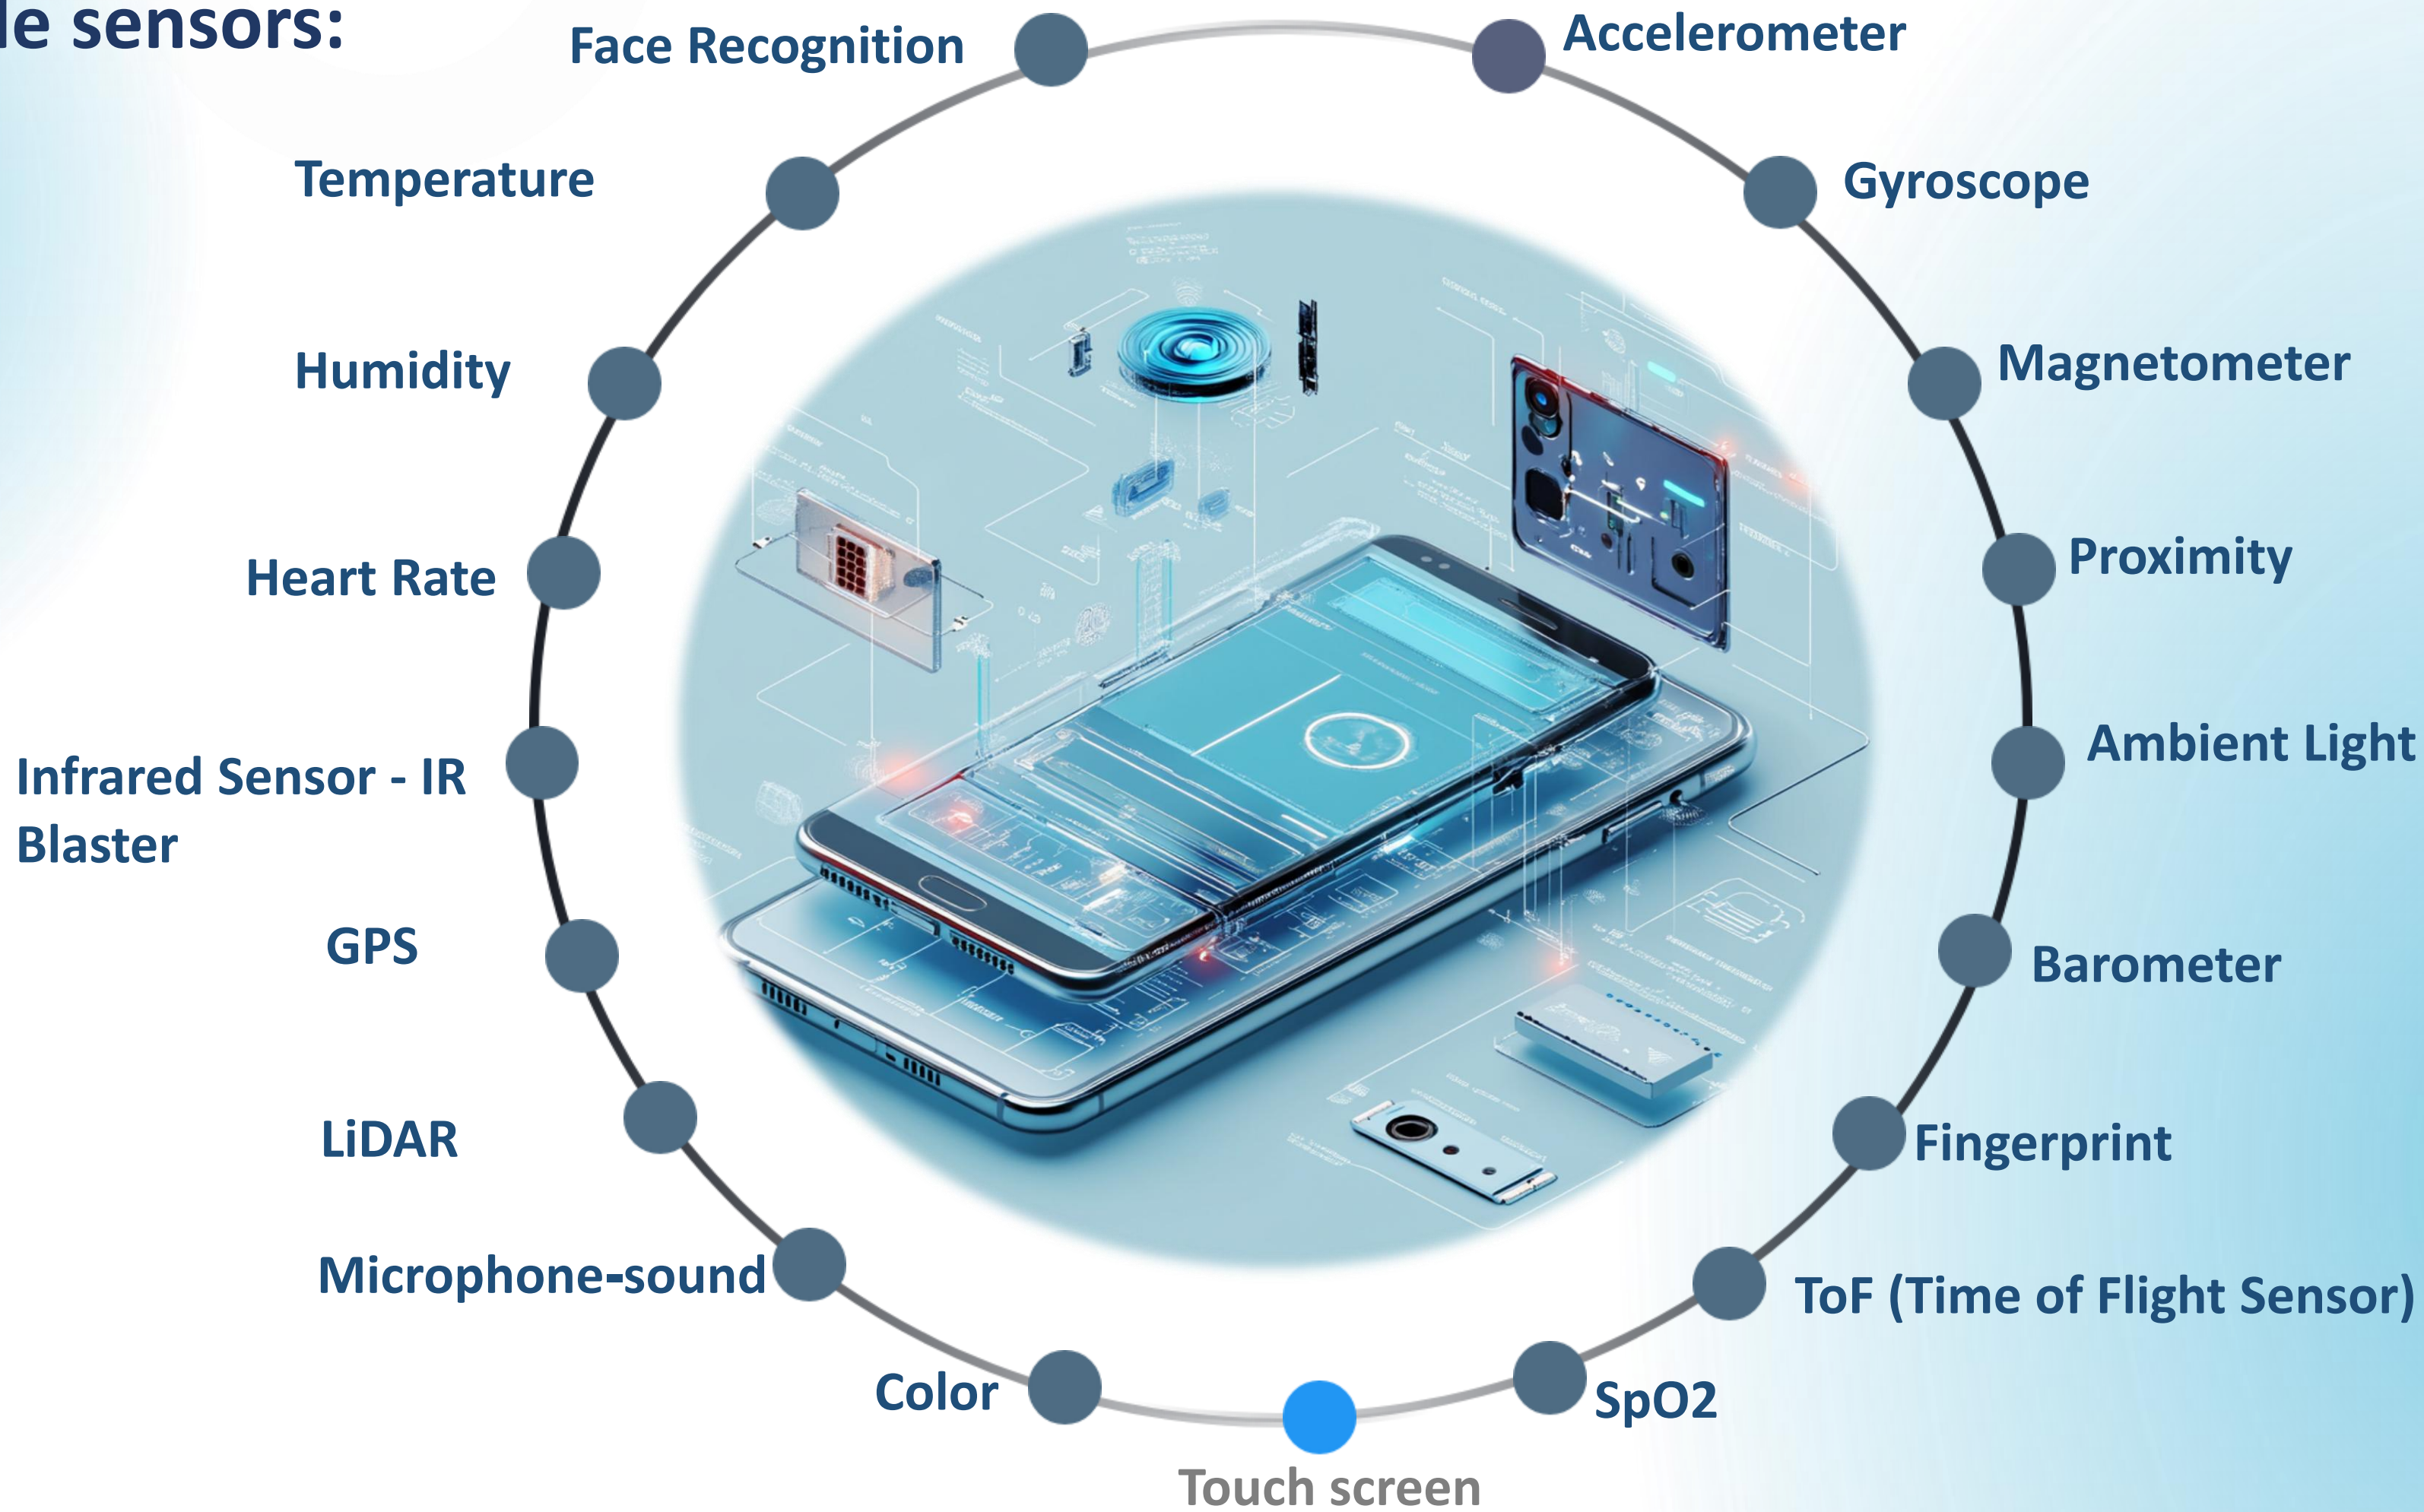 le sensors:
Face Recognition
Accelerometer
Temperature
Gyroscope
Humidity
Magnetometer
Heart Rate
Proximity
Infrared Sensor - IR
Blaster
Ambient Light
GPS
Barometer
LiDAR
Fingerprint
Microphone-sound
ToF (Time of Flight Sensor)
Color
SpO2
Touch screen